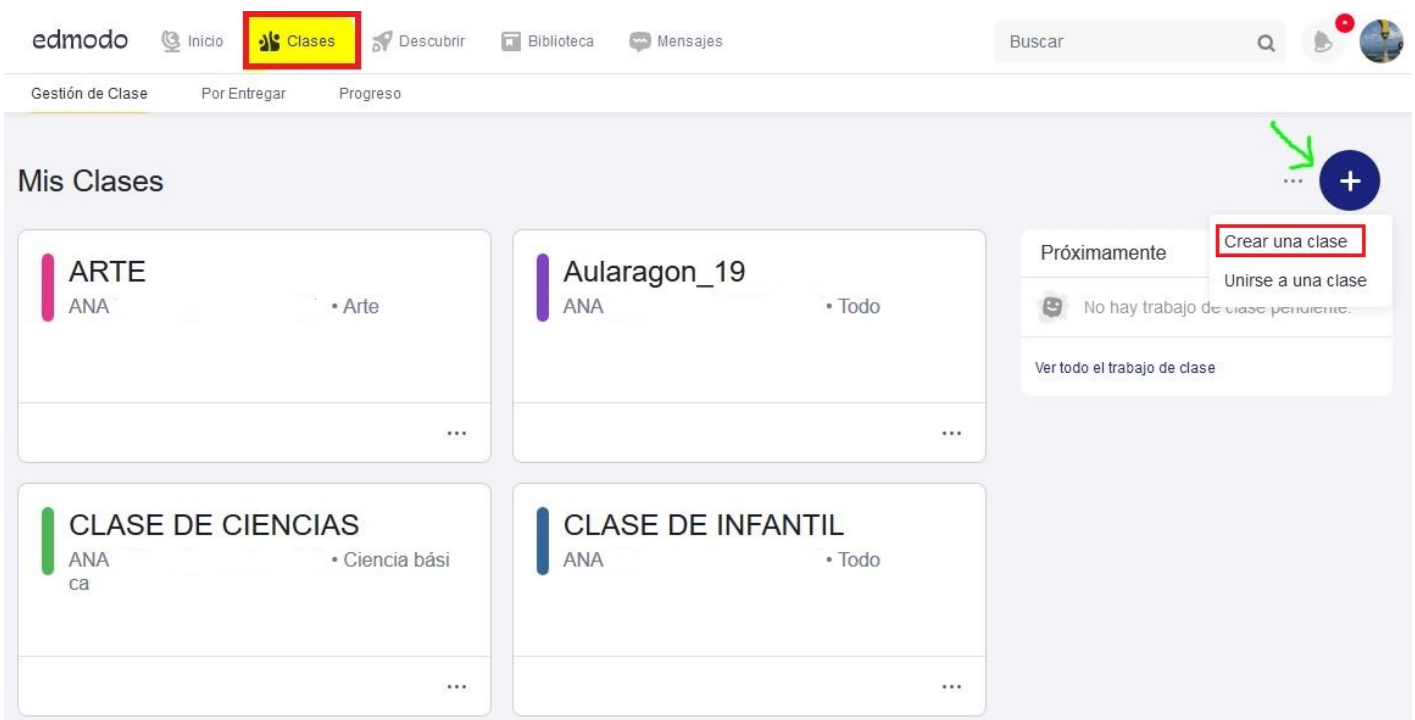 edmodo Inicio Clases Descubrir Biblioteca Mensajes Buscar
Gestión de Clase Por Entregar Progreso
Mis Clases
... +
Crear una clase
Unirse a una clase
ARTE
ANA • Arte
...
Aularagon_19
ANA • Todo
...
Próximamente
No hay trabajo de clase pendiente.
Ver todo el trabajo de clase
CLASE DE CIENCIAS
ANA • Ciencia bási
ca
...
CLASE DE INFANTIL
ANA • Todo
...